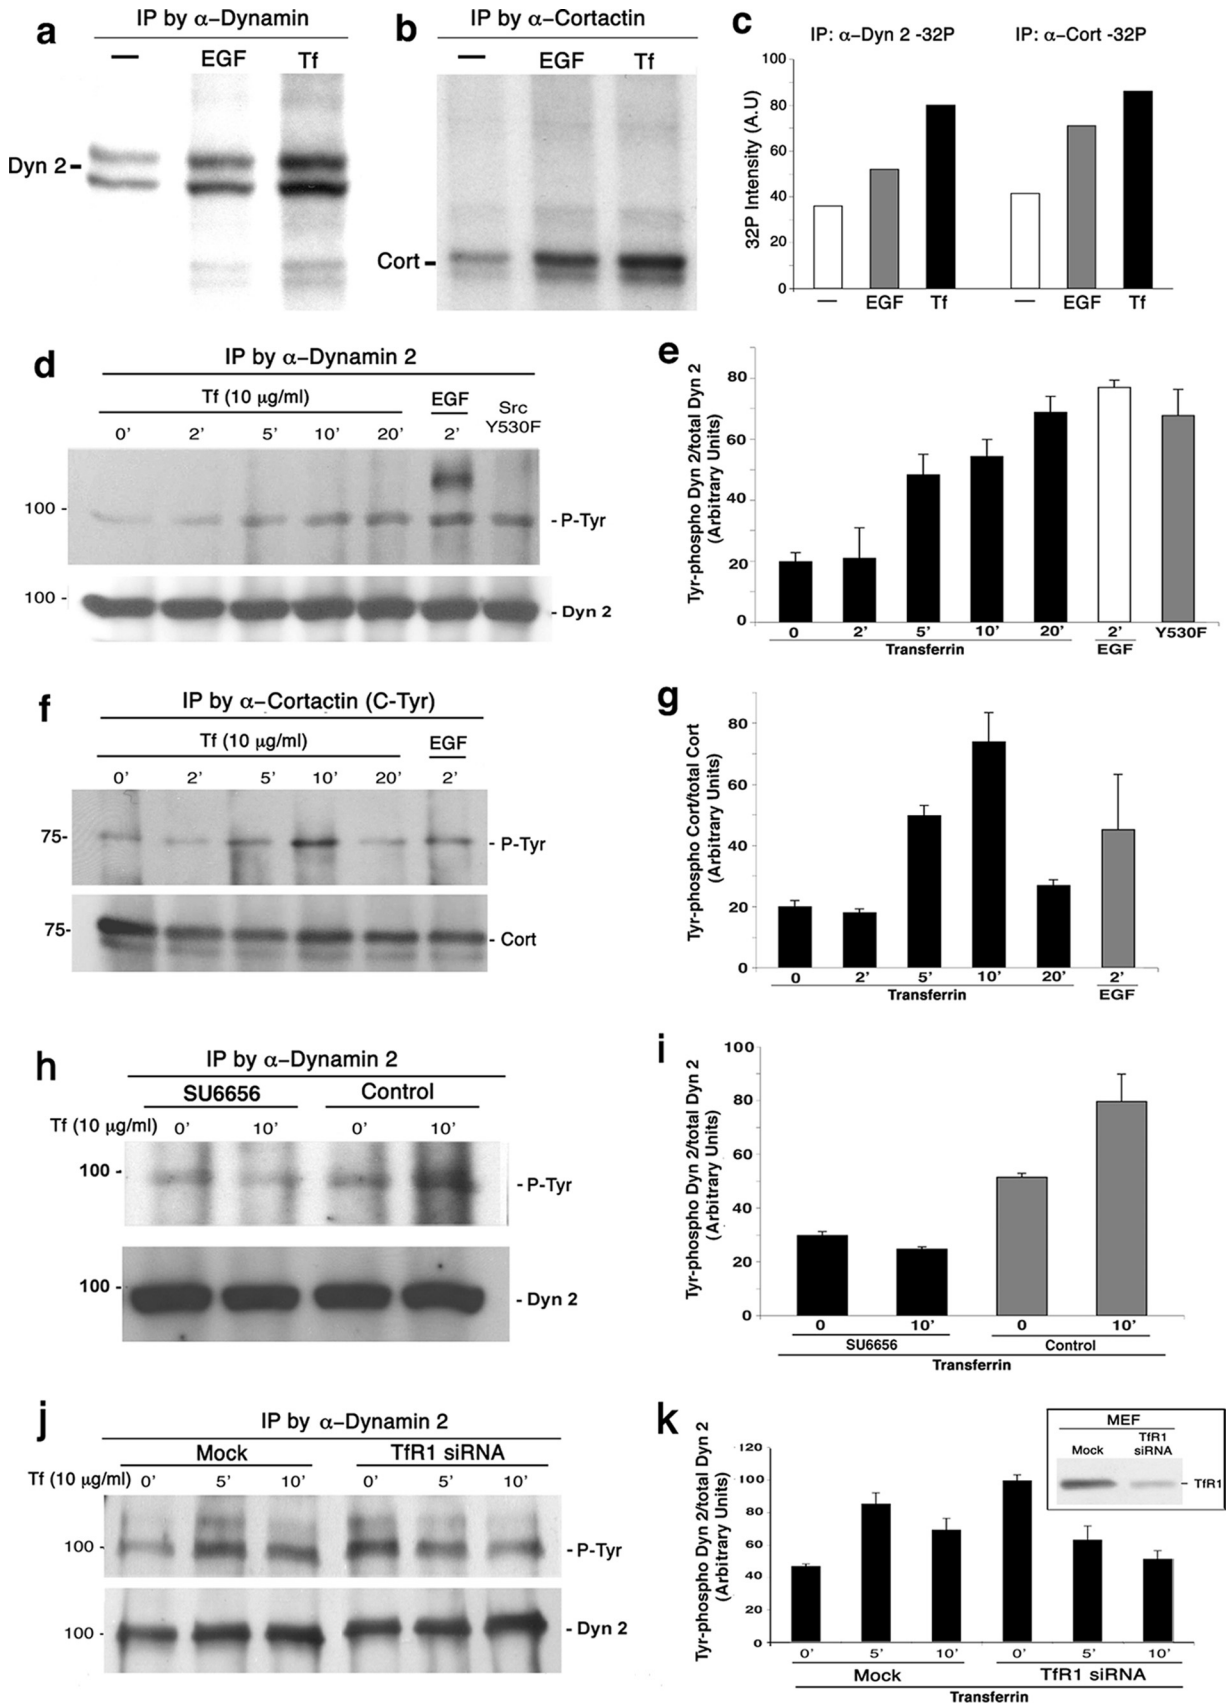 a
IP by α–Dynamin
— EGF Tf
Dyn 2
b
IP by α–Cortactin
— EGF Tf
Cort
c
IP: α–Dyn 2 -32P IP: α–Cort -32P
32P Intensity (A.U)
100
80
60
40
20
0
— EGF Tf — EGF Tf
d
IP by α–Dynamin 2
Tf (10 μg/ml) EGF Src Y530F
0’ 2’ 5’ 10’ 20’ 2’
100 -
- P-Tyr
100 -
- Dyn 2
e
Tyr-phospho Dyn 2/total Dyn 2
(Arbitrary Units)
80
60
40
20
0
0 2’ 5’ 10’ 20’ 2’ Y530F
Transferrin EGF
f
IP by α–Cortactin (C-Tyr)
Tf (10 μg/ml) EGF
0’ 2’ 5’ 10’ 20’ 2’
75-
- P-Tyr
75-
- Cort
g
Tyr-phospho Cort/total Cort
(Arbitrary Units)
80
60
40
20
0
0 2’ 5’ 10’ 20’ 2’
Transferrin EGF
h
IP by α–Dynamin 2
SU6656 Control
Tf (10 μg/ml) 0’ 10’ 0’ 10’
100 -
- P-Tyr
100 -
- Dyn 2
i
Tyr-phospho Dyn 2/total Dyn 2
(Arbitrary Units)
100
80
60
40
20
0
0 10’ 0 10’
SU6656 Control
Transferrin
j
IP by α–Dynamin 2
Mock TfR1 siRNA
Tf (10 μg/ml) 0’ 5’ 10’ 0’ 5’ 10’
100 -
- P-Tyr
100 -
- Dyn 2
k
Tyr-phospho Dyn 2/total Dyn 2
(Arbitrary Units)
120
100
80
60
40
20
0
MEF
Mock TfR1 siRNA
- TfR1
0’ 5’ 10’ 0’ 5’ 10’
Mock TfR1 siRNA
Transferrin